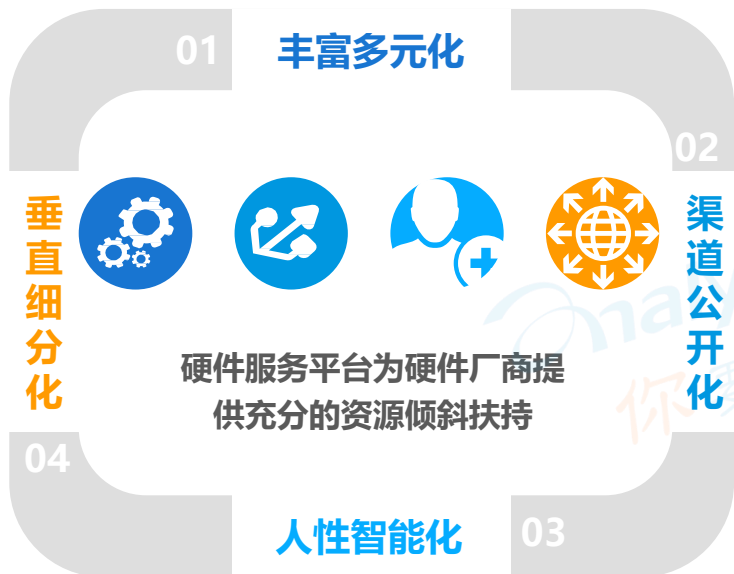 01
丰富多元化
02
渠道公开化
垂直细分化
硬件服务平台为硬件厂商提
供充分的资源倾斜扶持
04
人性智能化
03
你